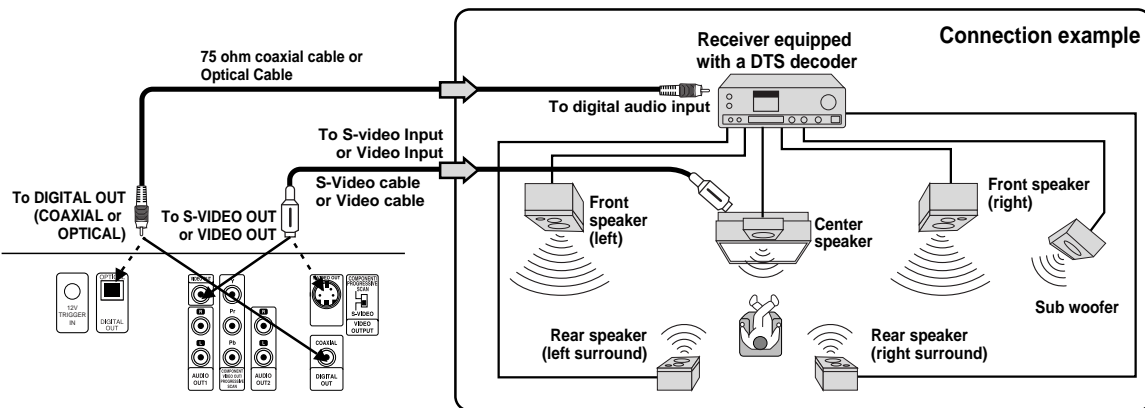 Connection example
75 ohm coaxial cable or
Optical Cable
Receiver equipped
with a DTS decoder
To digital audio input
To S-video Input
or Video Input
S-Video cable
or Video cable
To DIGITAL OUT
(COAXIAL or
OPTICAL)
To S-VIDEO OUT
or VIDEO OUT
Front
speaker
(left)
Center
speaker
Front speaker
(right)
Sub woofer
Rear speaker
(left surround)
Rear speaker
(right surround)
12V
TRIGGER
IN
DIGITAL
OUT
VIDEO OUT
R
L
AUDIO
OUT1
Y
Pr
Pb
COMPONENT
VIDEO OUT/
PROGRESSIVE
SCAN
R
L
AUDIO
OUT2
COMPONENT
PROGRESSIVE
SCAN
S-VIDEO
VIDEO
OUTPUT
COAXIAL
DIGITAL
OUT